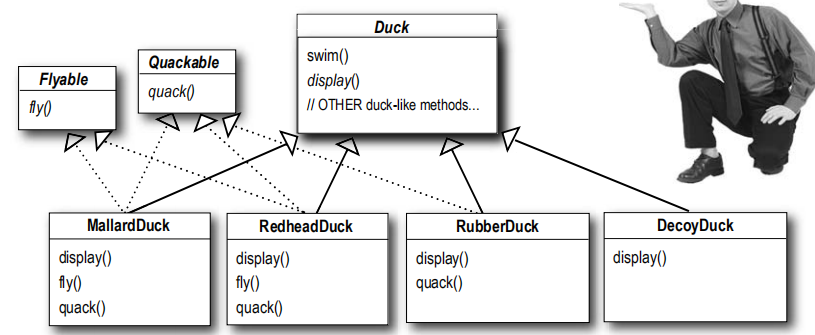 Duck
swim()
display()
// OTHER duck-like methods...
Quackable
quack()
Flyable
fly()
MallardDuck
display()
fly()
quack()
RedheadDuck
display()
fly()
quack()
RubberDuck
display()
quack()
DecoyDuck
display()